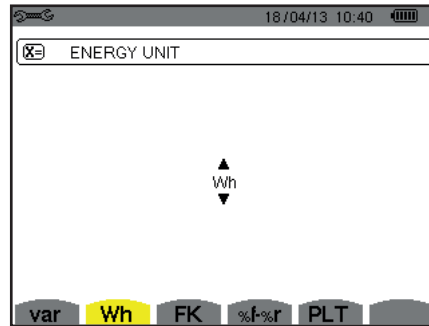 18/04/13 10:40
X= ENERGY UNIT
Wh
var Wh FK %f-%r PLT